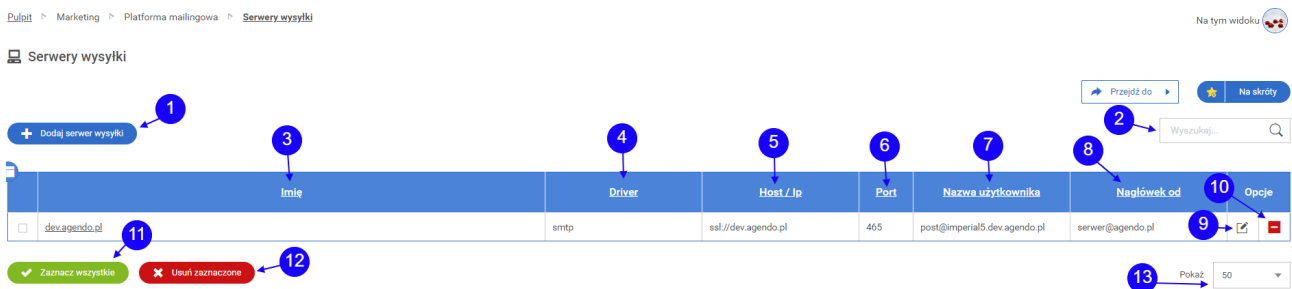 Pulpit Marketing Platforma mailingowa Serwery wysyłki
Na tym widoku
Serwery wysyłki
Przejdź do
Na skróty
1
Dodaj serwer wysyłki
2
Wyszukaj...
3
4
5
6
7
8
10
Imię Driver Host / Ip Port Nazwa użytkownika Nagłówek od Opcje
dev.agendo.pl smtp ssl://dev.agendo.pl 465 post@imperial5.dev.agendo.pl serwer@agendo.pl
9
11
12
Zaznacz wszystkie
Usuń zaznaczone
13
Pokaż 50